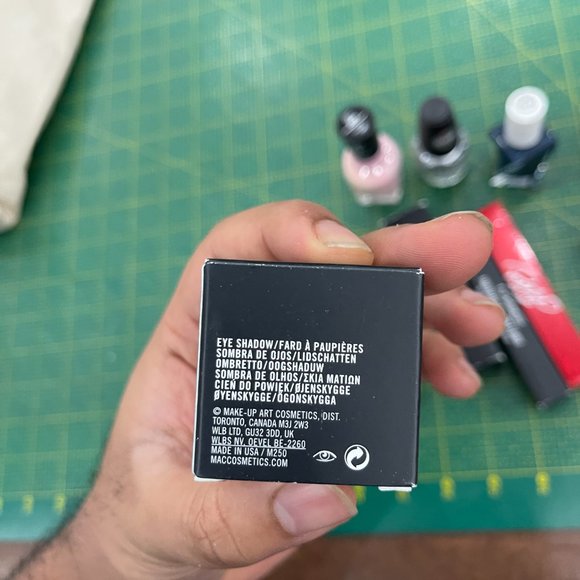 EYE SHADOW/FARD À PAUPIÈRES
SOMBRA DE OJOS/LIDSCHATTEN
OMBRETTO/OOGSHADUW
SOMBRA DE OLHOS/ΣΚΙΑ ΜΑΤΙΩΝ
CIEŃ DO POWIEK/ØJENSKYGGE
ØYENSKYGGE/ÖGONSKYGGA
© MAKE-UP ART COSMETICS, DIST.
TORONTO, CANADA M3J 2W3
WLB LTD, GU32 3DD, UK
WLBS NV. OEVEL BE-2260
MADE IN USA / M250
MACCOSMETICS.COM